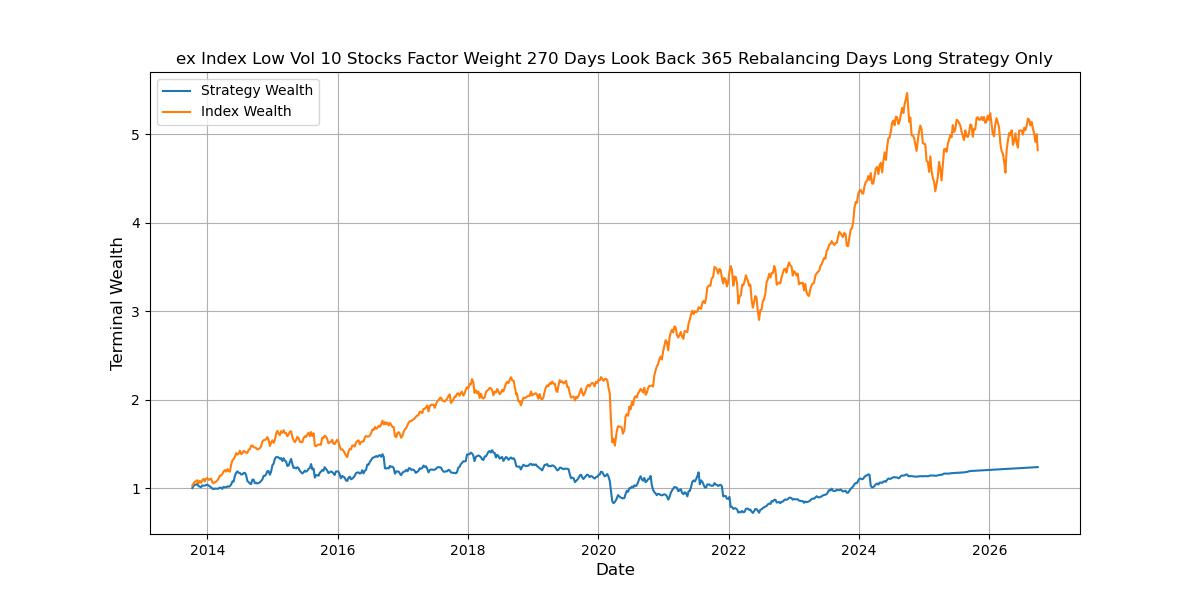 ex Index Low Vol 10 Stocks Factor Weight 270 Days Look Back 365 Rebalancing Days Long Strategy Only
Strategy Wealth
Index Wealth
Terminal Wealth
5
4
3
2
1
2014 2016 2018 2020 2022 2024 2026
Date